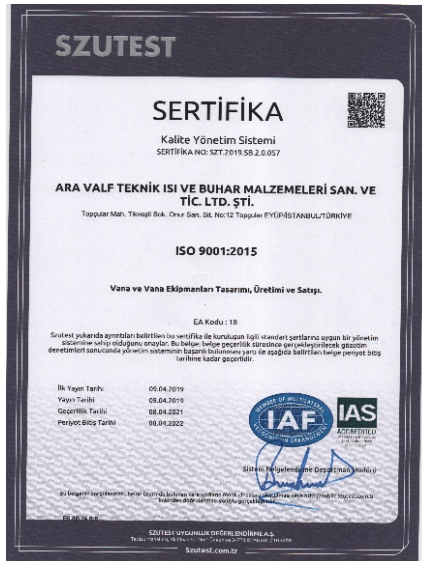 SZUTEST
SERTİFİKA
Kalite Yönetim Sistemi
SERTİFİKA NO: SZT.2019.SB.2.0.057
ARA VALF TEKNİK ISI VE BUHAR MALZEMELERİ SAN. VE
TİC. LTD. ŞTİ.
Topçular Mah. Tikveşli Sok. Onur San. Sit. No:12 Topçular EYÜP/İSTANBUL/TÜRKİYE
ISO 9001:2015
Vana ve Vana Ekipmanları Tasarımı, Üretimi ve Satışı.
EA Kodu : 18
Szutest yukarıda ayrıntıları belirtilen bu sertifika ile kuruluşun ilgili standart şartlarına uygun bir yönetim
sistemine sahip olduğunu onaylar. Bu belge, belge geçerlilik süresince gerçekleştirilecek gözetim
denetimleri sonucunda yönetim sisteminin başarılı bulunması şartı ile aşağıda belirtilen belge periyot bitiş
tarihine kadar geçerlidir.
İlk Yayın Tarihi 09.04.2019
Yayın Tarihi 09.04.2019
Geçerlilik Tarihi 08.04.2021
Periyot Bitiş Tarihi 08.04.2022
MEMBER OF MULTILATERAL
IAF
RECOGNITION ARRANGEMENT
IAS
ACCREDITED
Sistem Belgelendirme Departman Müdürü
SZUTEST UYGUNLUK DEĞERLENDİRME A.Ş.
Szutest.com.tr